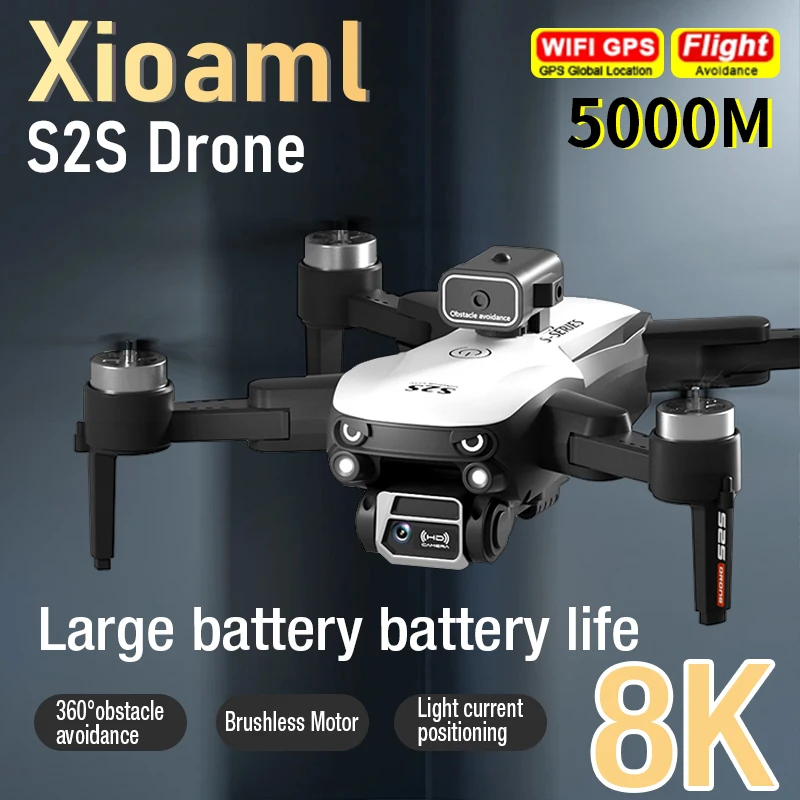 Xioaml
S2S Drone
WIFI GPS
GPS Global Location
Flight
Avoidance
5000M
Obstacle avoidance
S-SERIES
S2S
HD
CAMERA
S2S
DRONE
Large battery battery life
360°obstacle
avoidance
Brushless Motor
Light current
positioning
8K